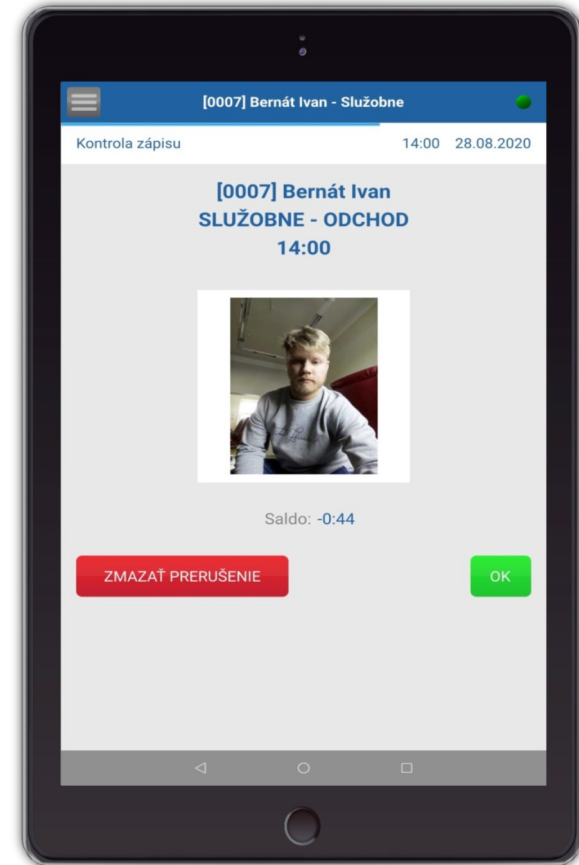 [0007] Bernát Ivan - Služobne
Kontrola zápisu 14:00 28.08.2020
[0007] Bernát Ivan
SLUŽOBNE - ODCHOD
14:00
Saldo: -0:44
ZMAZAŤ PRERUŠENIE OK